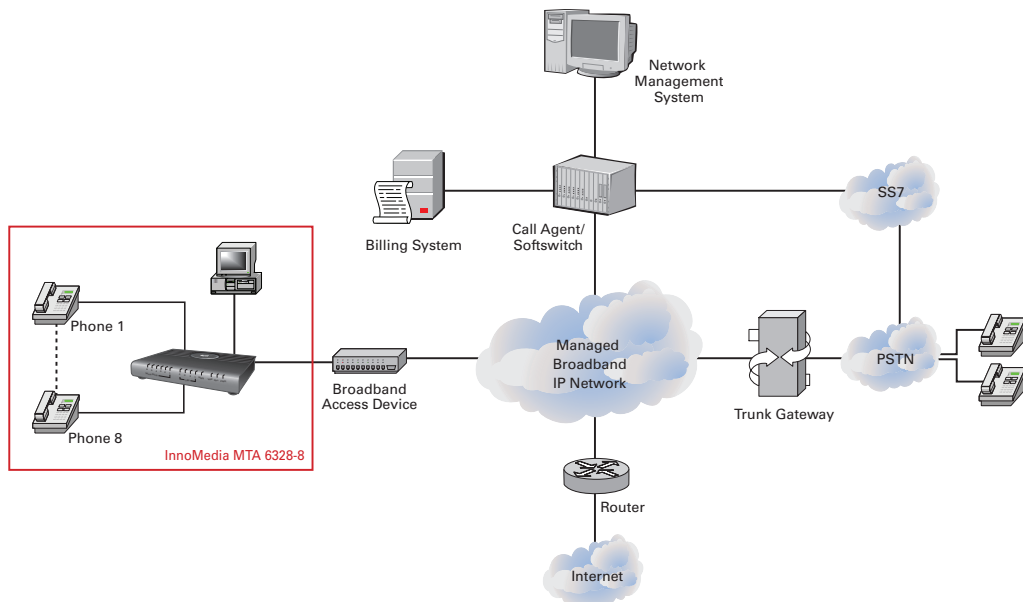 Network
Management
System
SS7
Call Agent/
Softswitch
Billing System
Phone 1
Managed
Broadband
IP Network
PSTN
Broadband
Access Device
Trunk Gateway
Phone 8
InnoMedia MTA 6328-8
Router
Internet